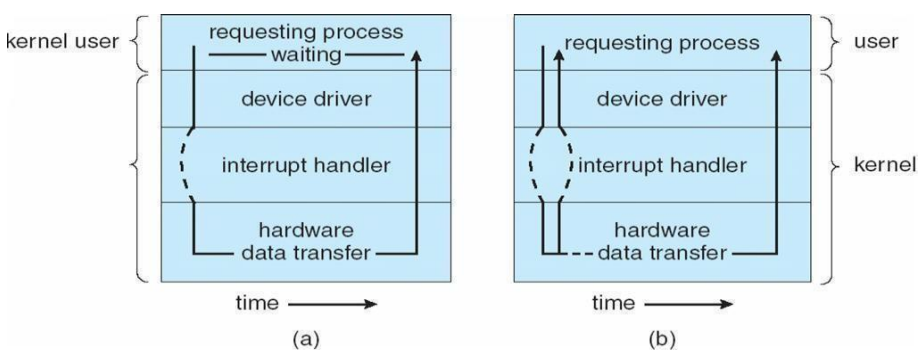 kernel user
requesting process
waiting
device driver
interrupt handler
hardware
data transfer
time
(a)
requesting process
user
device driver
interrupt handler
kernel
hardware
data transfer
time
(b)